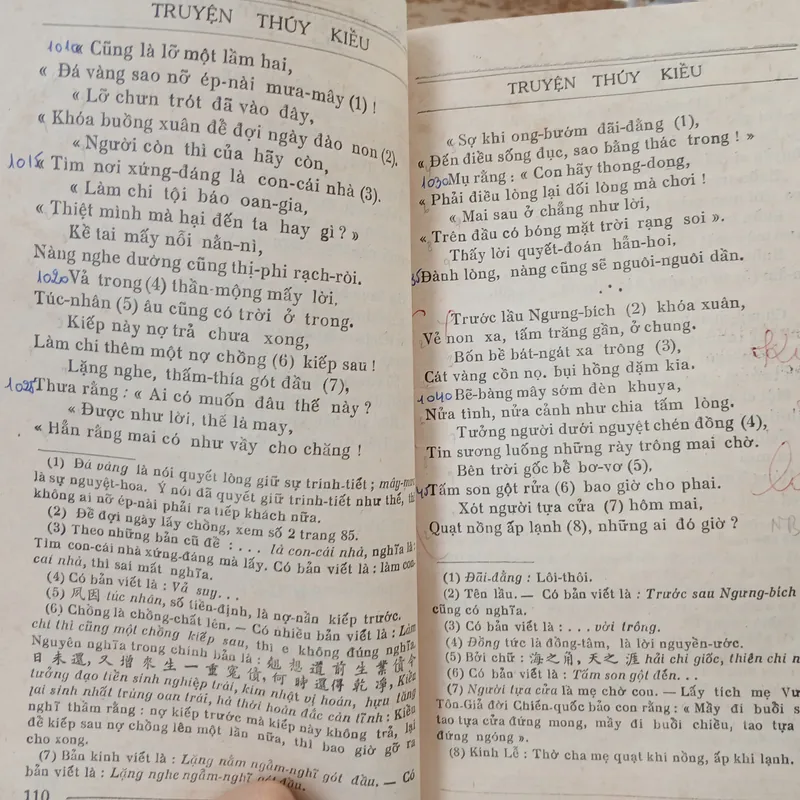 TRUYỆN THÚY KIỀU
1010 « Cũng là lỡ một lầm hai,
« Đá vàng sao nỡ ép-nài mưa-mây (1) !
« Lỡ chưn trót đã vào đây,
« Khóa buồng xuân để đợi ngày đào non (2).
« Người còn thì của hãy còn,
1015 « Tìm nơi xứng-đáng là con-cái nhà (3).
« Làm chi tội báo oan-gia,
« Thiệt mình mà hại đến ta hay gì ? »
Kề tai mấy nỗi nằn-nì,
Nàng nghe dường cũng thị-phi rạch-ròi.
1020 Vả trong (4) thần-mộng mấy lời,
Túc-nhân (5) âu cũng có trời ở trong.
Kiếp này nợ trả chưa xong,
Làm chi thêm một nợ chồng (6) kiếp sau !
Lặng nghe, thấm-thía gót đầu (7),
1025 Thưa rằng : « Ai có muốn đâu thế này ?
« Được như lời, thế là may,
« Hẳn rằng mai có như vầy cho chăng !
(1) Đá vàng là nói quyết lòng giữ sự trinh-tiết ;
là sự nguyệt-hoa. Ý nói đã quyết giữ trinh-tiết như thế, thì
không ai nỡ ép-nài phải ra tiếp khách nữa.
(2) Để đợi ngày lấy chồng, xem số 2 trang 85.
(3) Theo những bản cũ để : . . . là con-cái nhà, nghĩa là :
Tìm con-cái nhà xứng-đáng mà lấy. Có bản viết là : làm con-
cái nhà, thì sai mất nghĩa.
(4) Có bản viết là : Vả suy...
(5) 夙因 túc nhân, số tiền-định, là nợ-nần kiếp trước.
(6) Chồng là chồng-chất lên. — Có nhiều bản viết là : Làm
chi thì cũng một chồng kiếp sau, thì e không đúng nghĩa.
Nguyên nghĩa trong chính bản là : 想還前生業債今
日未還,又增來生一重冤債,何時還得乾淨, Kiều
tưởng đạo tiền sinh nghiệp trái, kim nhật vị hoán, hựu tăng
lai sinh nhất trùng oan trái, hà thời hoán đắc can tĩnh : Kiều
nghĩ thầm rằng : nợ kiếp trước mà kiếp này không trả, lại
để kiếp sau nợ chồng lên một lần nữa, thì bao giờ gỡ ra
cho xong.
(7) Bản kinh viết là : Lặng nằm ngẫm-nghĩ gót đầu. — Có
bản viết là : Lặng nghe ngẫm-nghĩ gót đầu.
110
TRUYỆN THÚY KIỀU
« Sợ khi ong-bướm đãi-đằng (1),
« Đến điều sống đục, sao bằng thác trong ! »
1030 Mụ rằng : « Con hãy thong-dong,
« Phải điều lòng lại dối lòng mà chơi !
« Mai sau ở chẳng như lời,
« Trên đầu có bóng mặt trời rạng soi ».
Thấy lời quyết-đoán hẳn-hoi,
Đành lòng, nàng cũng sẽ nguôi-nguôi dần.
Trước lầu Ngưng-bích (2) khóa xuân,
Vẻ non xa, tấm trăng gần, ở chung.
Bốn bề bát-ngát xa trông (3),
Cát vàng cồn nọ, bụi hồng dặm kia.
1040 Bẽ-bàng mây sớm đèn khuya,
Nửa tình, nửa cảnh như chia tấm lòng.
Tưởng người dưới nguyệt chén đồng (4),
Tin sương luống những rày trông mai chờ.
Bên trời góc bể bơ-vơ (5),
Tấm son gột rửa (6) bao giờ cho phai.
Xót người tựa cửa (7) hôm mai,
Quạt nồng ấp lạnh (8), những ai đó giờ ?
(1) Đãi-đằng : Lôi-thôi.
(2) Tên lầu. — Có bản viết là : Trước sau Ngưng-bích
cũng có nghĩa.
(3) Có bản viết là : . . . vời trông.
(4) Đồng tức là đồng-tâm, là lời nguyền-ước.
(5) Bởi chữ : 海之角,天之涯 hải chi giốc, thiên chi
(6) Có bản viết là : Tấm son gột đến...
(7) Người tựa cửa là mẹ chờ con. — Lấy tích mẹ Vư
Tôn-Giả đời Chiến-quốc bảo con rằng : « Mầy đi buổi s
tao tựa cửa đứng mong, mầy đi buổi chiều, tao tựa
đứng ngóng ».
(8) Kinh Lễ : Thờ cha mẹ quạt khi nồng, ấp khi lạnh.